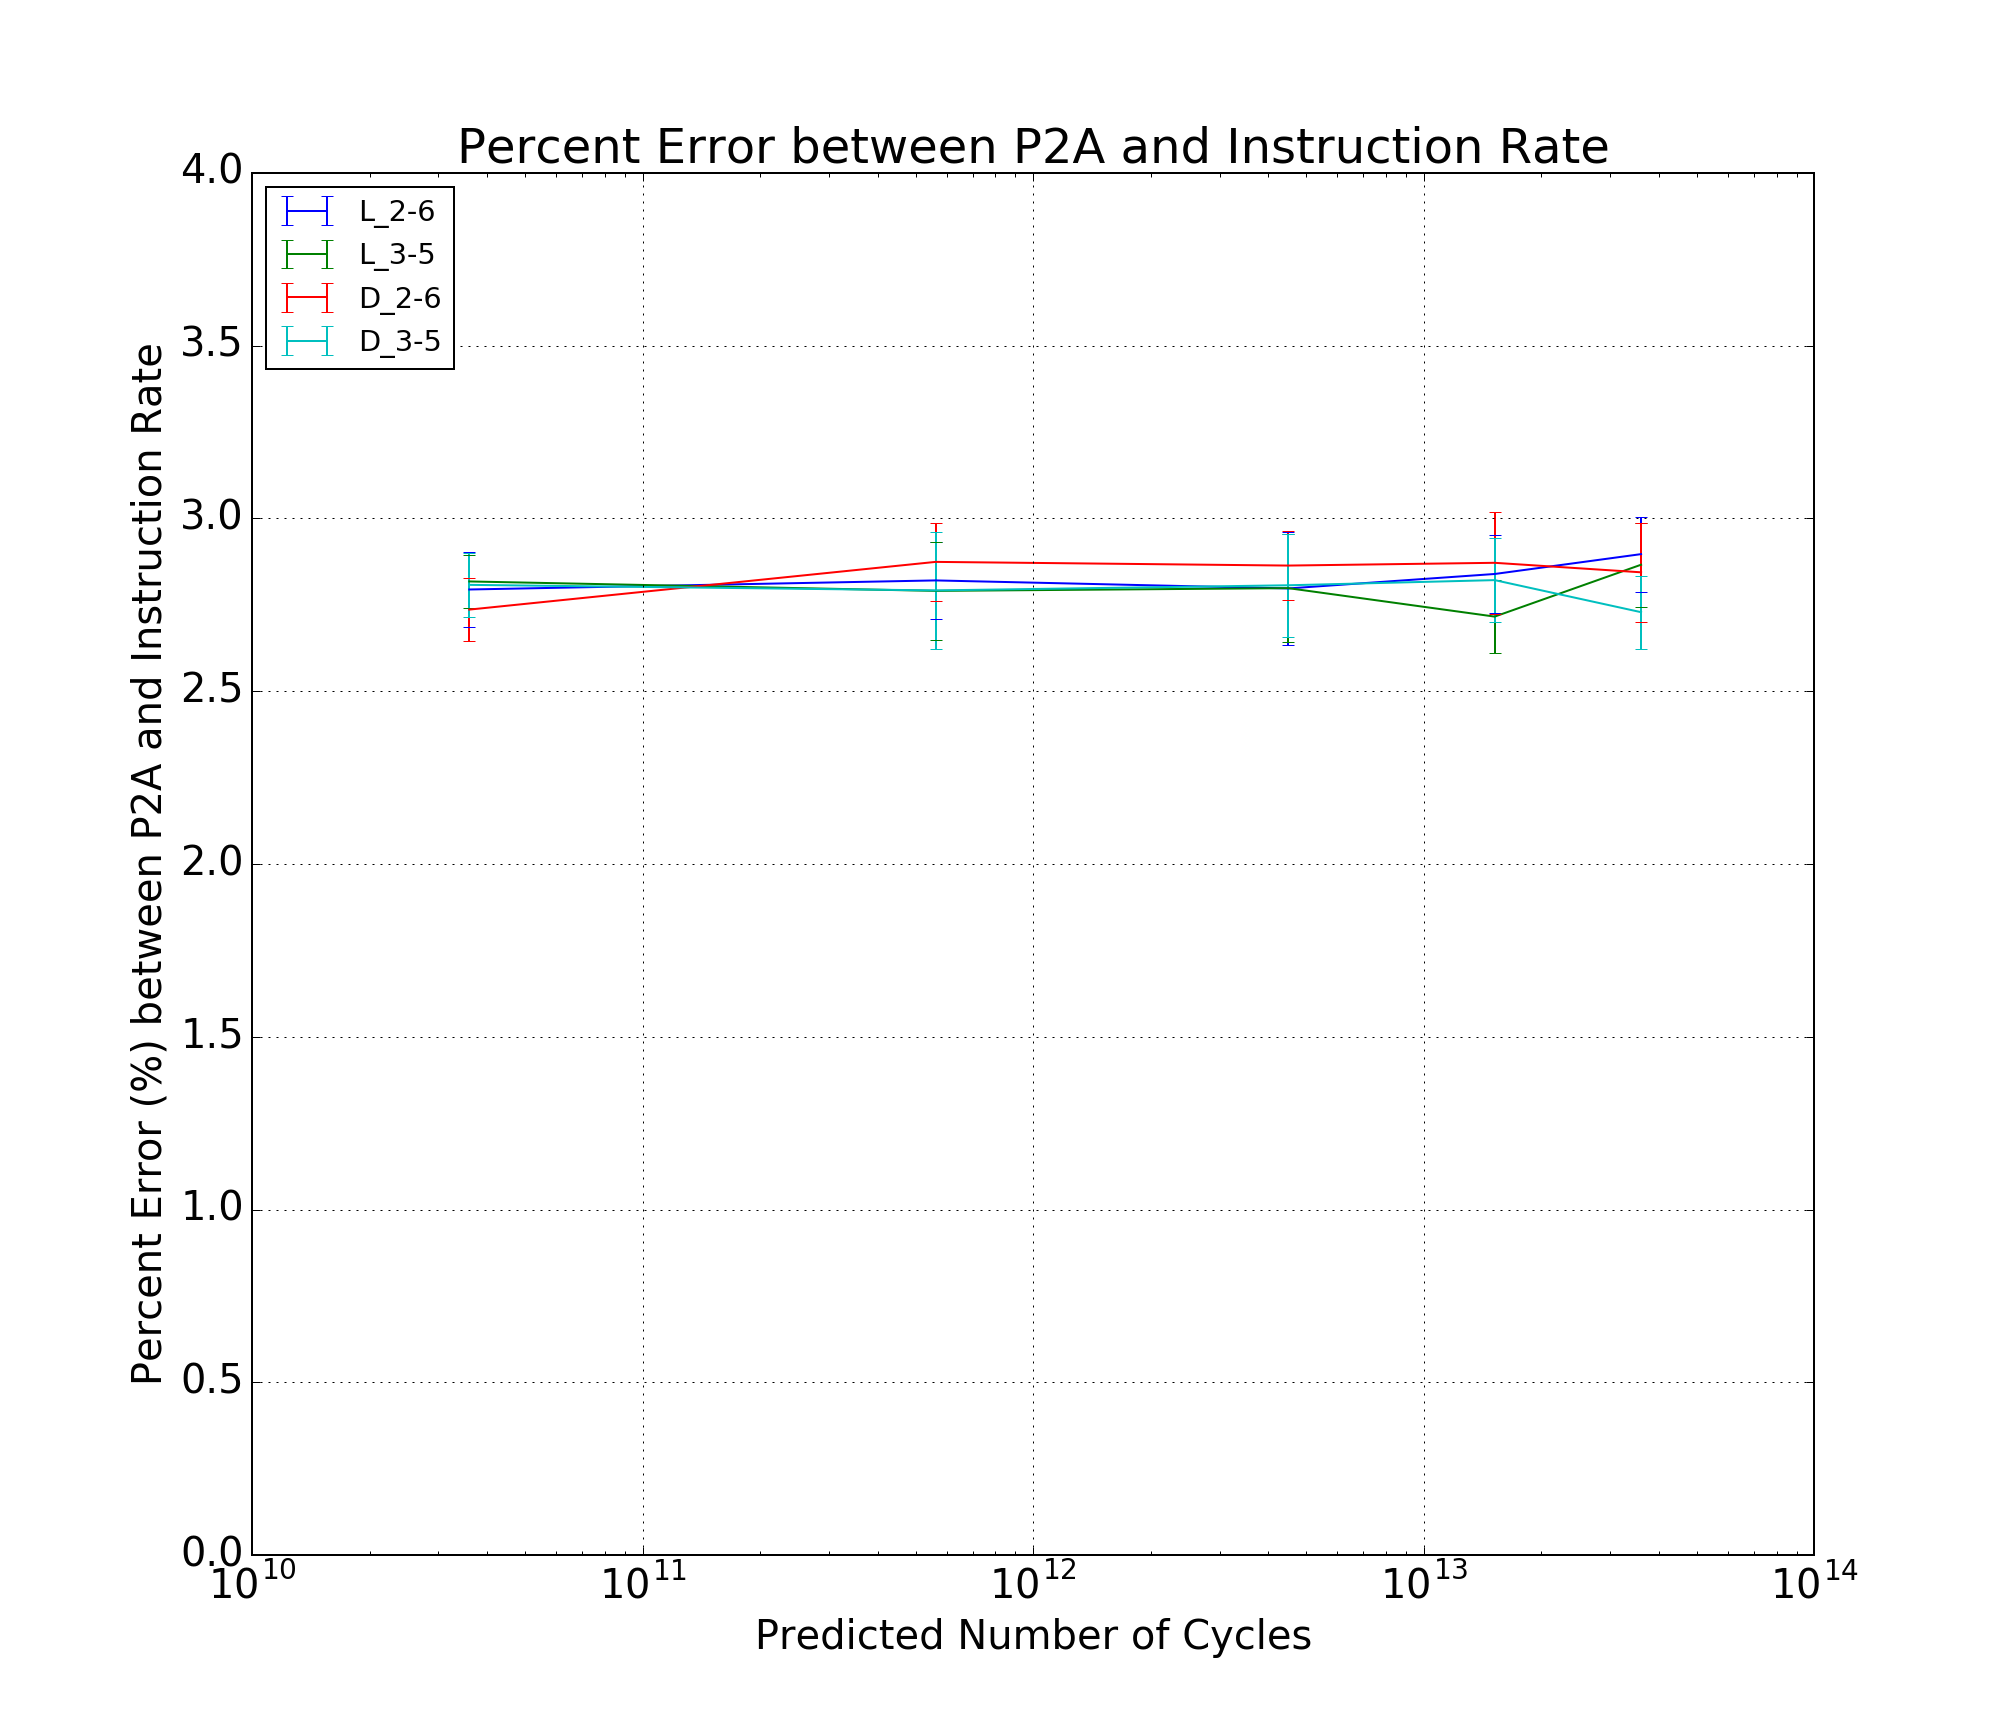 Percent Error between P2A and Instruction Rate
4.0
3.5
3.0
2.5
2.0
1.5
1.0
0.5
0.0
Percent Error (%) between P2A and Instruction Rate
L_2-6
L_3-5
D_2-6
D_3-5
10^10 10^11 10^12 10^13 10^14
Predicted Number of Cycles